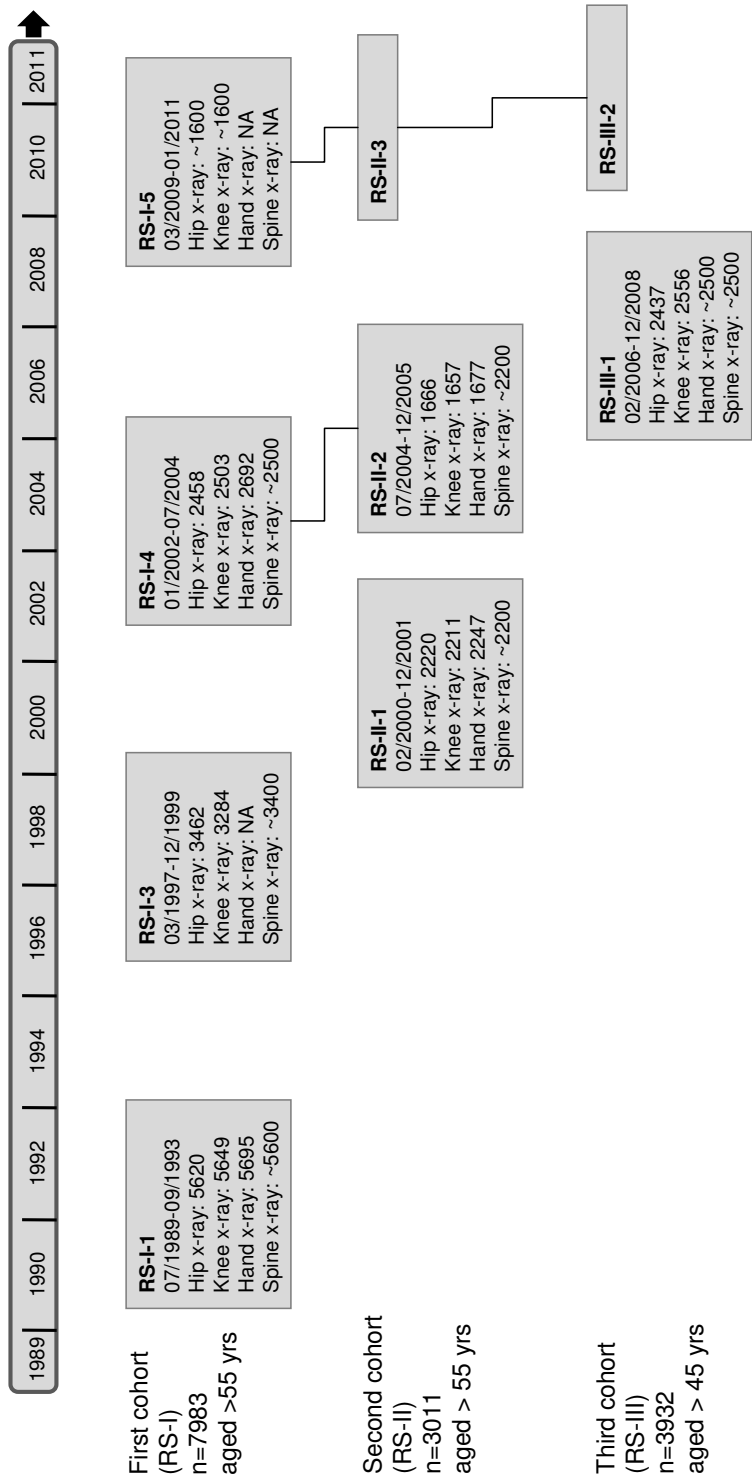 1989
1990
1992
1994
1996
1998
2000
2002
2004
2006
2008
2010
2011
First cohort
(RS-I)
n=7983
aged >55 yrs
RS-I-1
07/1989-09/1993
Hip x-ray: 5620
Knee x-ray: 5649
Hand x-ray: 5695
Spine x-ray: ~5600
RS-I-3
03/1997-12/1999
Hip x-ray: 3462
Knee x-ray: 3284
Hand x-ray: NA
Spine x-ray: ~3400
RS-I-4
01/2002-07/2004
Hip x-ray: 2458
Knee x-ray: 2503
Hand x-ray: 2692
Spine x-ray: ~2500
RS-I-5
03/2009-01/2011
Hip x-ray: ~1600
Knee x-ray: ~1600
Hand x-ray: NA
Spine x-ray: NA
Second cohort
(RS-II)
n=3011
aged > 55 yrs
RS-II-1
02/2000-12/2001
Hip x-ray: 2220
Knee x-ray: 2211
Hand x-ray: 2247
Spine x-ray: ~2200
RS-II-2
07/2004-12/2005
Hip x-ray: 1666
Knee x-ray: 1657
Hand x-ray: 1677
Spine x-ray: ~2200
RS-II-3
Third cohort
(RS-III)
n=3932
aged > 45 yrs
RS-III-1
02/2006-12/2008
Hip x-ray: 2437
Knee x-ray: 2556
Hand x-ray: ~2500
Spine x-ray: ~2500
RS-III-2